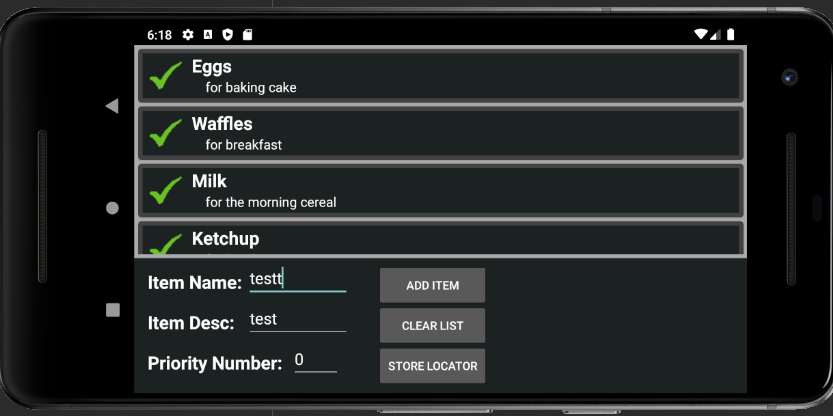 6:18
Eggs
for baking cake
Waffles
for breakfast
Milk
for the morning cereal
Ketchup
Item Name: testt
ADD ITEM
Item Desc: test
CLEAR LIST
Priority Number: 0
STORE LOCATOR